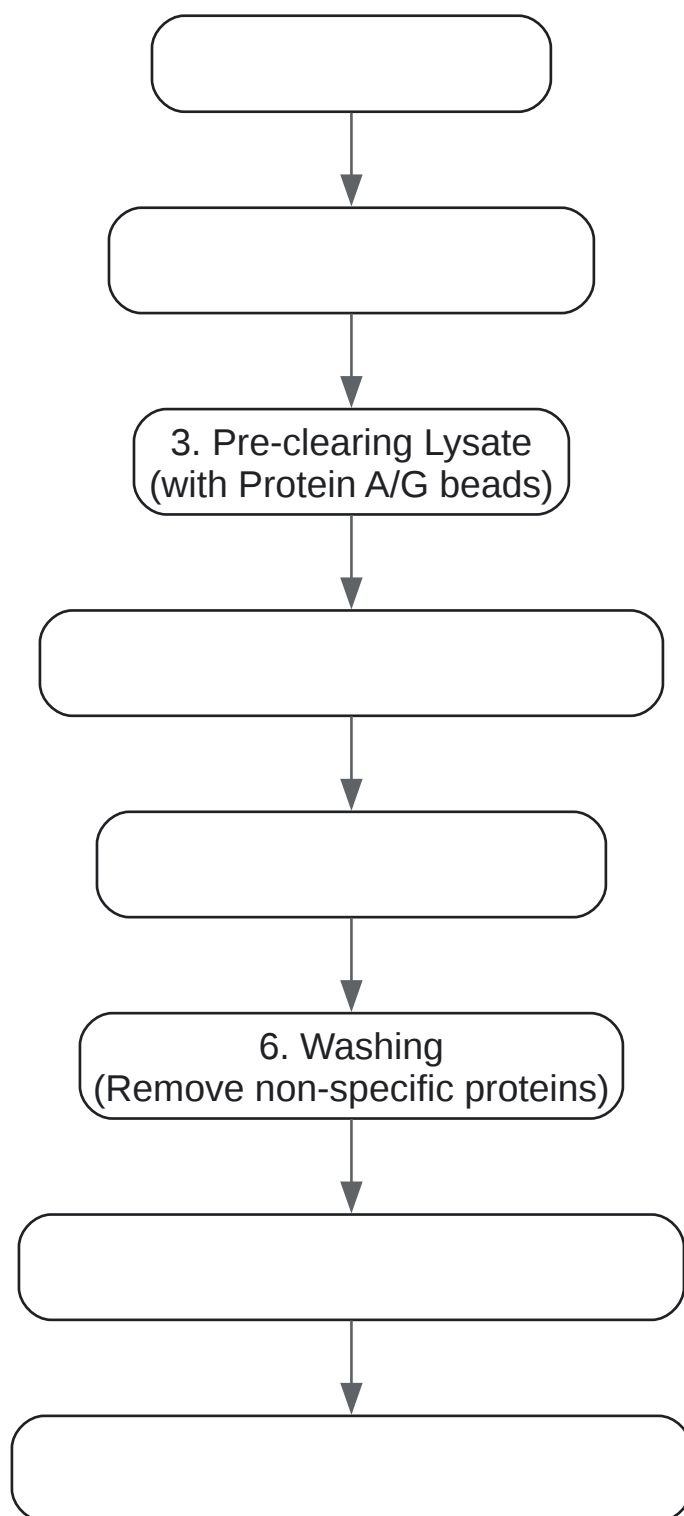 3. Pre-clearing Lysate
(with Protein A/G beads)
6. Washing
(Remove non-specific proteins)